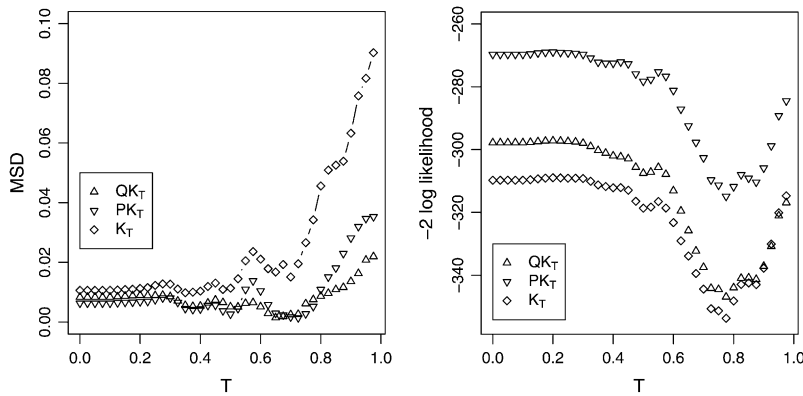 0.10
0.08
0.06
0.04
0.02
0.00
MSD
QK_T
PK_T
K_T
0.0 0.2 0.4 0.6 0.8 1.0
T
−260
−280
−300
−320
−340
−2 log likelihood
QK_T
PK_T
K_T
0.0 0.2 0.4 0.6 0.8 1.0
T